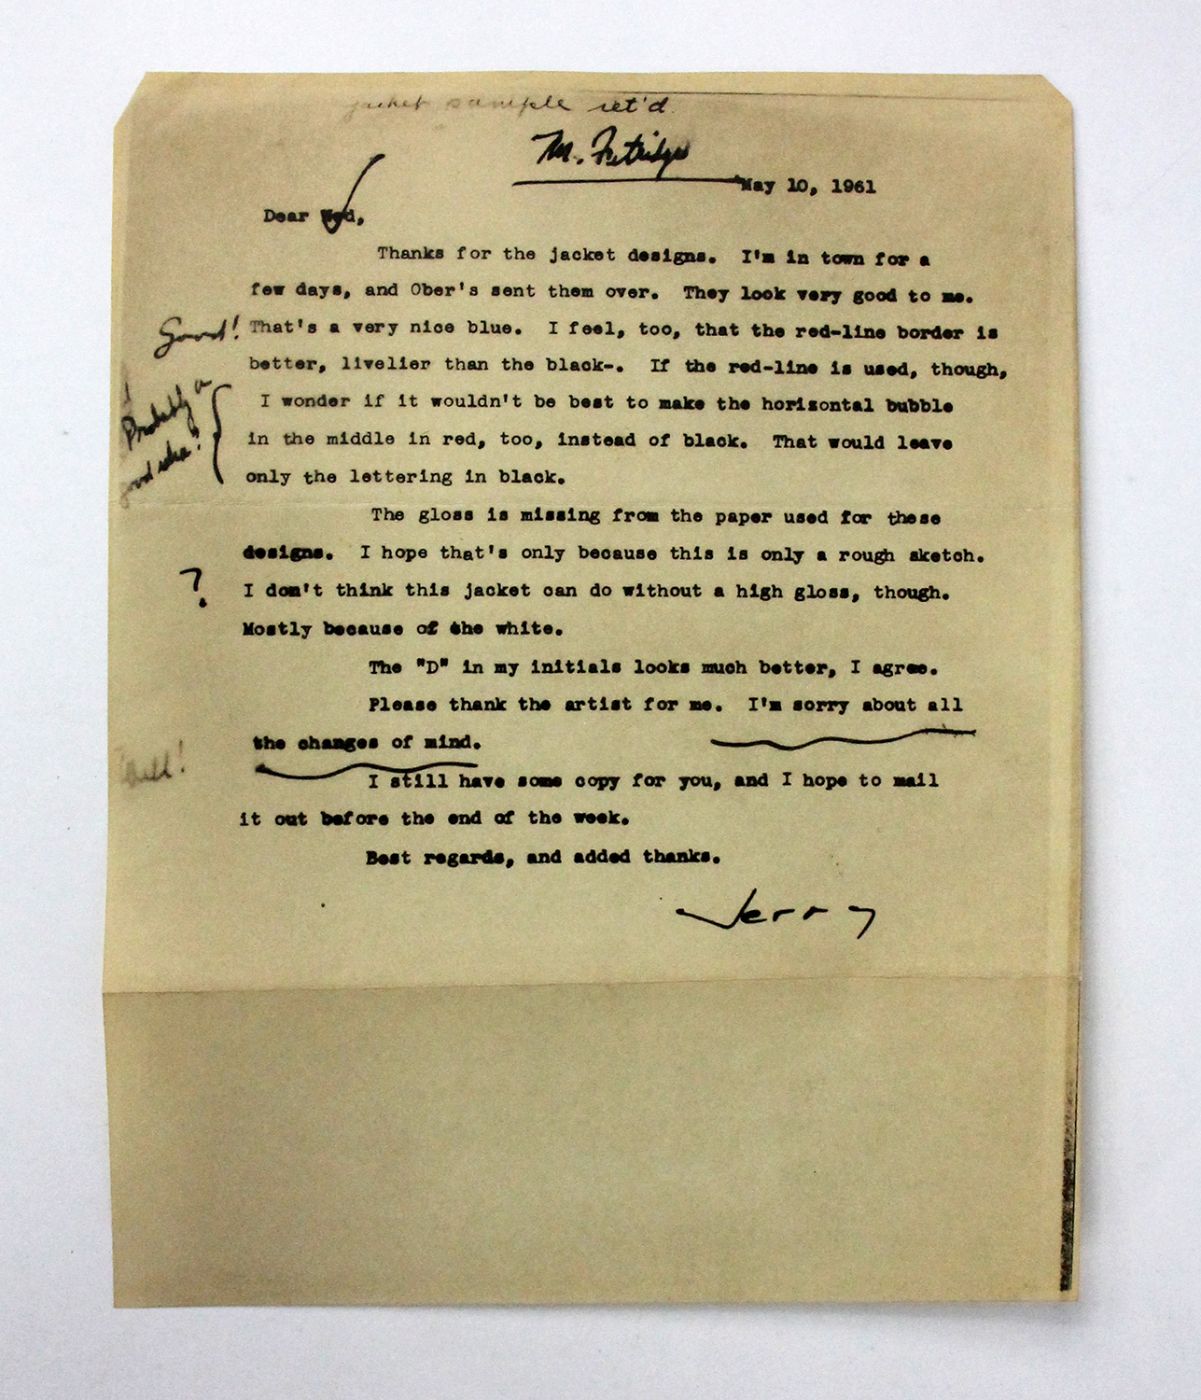 jacket sample ret'd
May 10, 1961
Dear Ned,
Thanks for the jacket designs. I'm in town for a
few days, and Ober's sent them over. They look very good to me.
Good! That's a very nice blue. I feel, too, that the red-line border is
better, livelier than the black-. If the red-line is used, though,
Probably a
I wonder if it wouldn't be best to make the horizontal bubble
good idea!
in the middle in red, too, instead of black. That would leave
only the lettering in black.
The gloss is missing from the paper used for these
designs. I hope that's only because this is only a rough sketch.
? I don't think this jacket can do without a high gloss, though.
Mostly because of the white.
The "D" in my initials looks much better, I agree.
Please thank the artist for me. I'm sorry about all
the changes of mind.
I still have some copy for you, and I hope to mail
it out before the end of the week.
Best regards, and added thanks.
Jerry